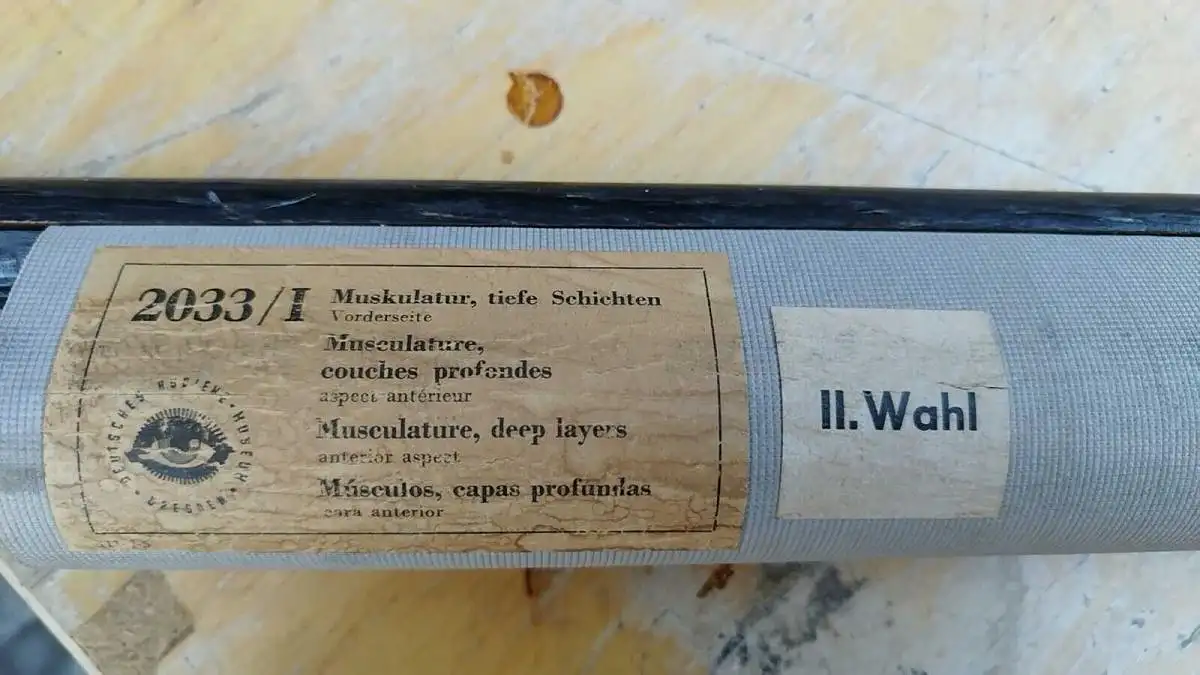 2033/I
Muskulatur, tiefe Schichten
Vorderseite
Musculature,
couches profondes
aspect antérieur
Musculature, deep layers
anterior aspect
Músculos, capas profundas
cara anterior
DEUTSCHES HYGIENE-MUSEUM • DRESDEN •
II. Wahl